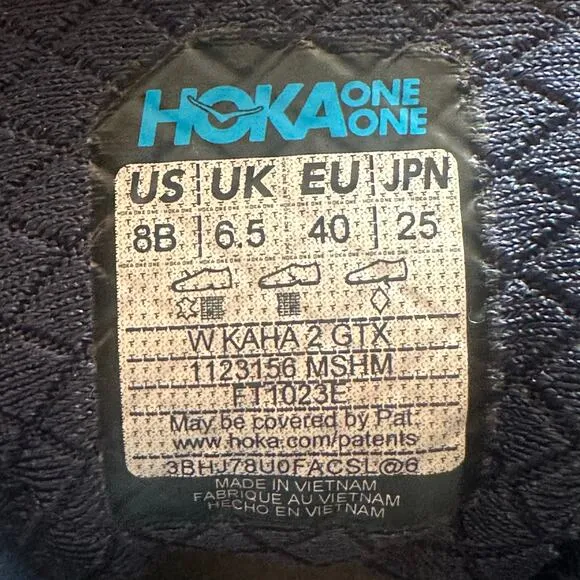 HOKA ONE ONE
US | UK EU | JPN
8B | 6.5 40 | 25
W KAHA 2 GTX
1123156 MSHM
FT1023E
May be covered by Pat.
www.hoka.com/patents
3BHJ78U0FACSL@6
MADE IN VIETNAM
FABRIQUE AU VIETNAM
HECHO EN VIETNAM